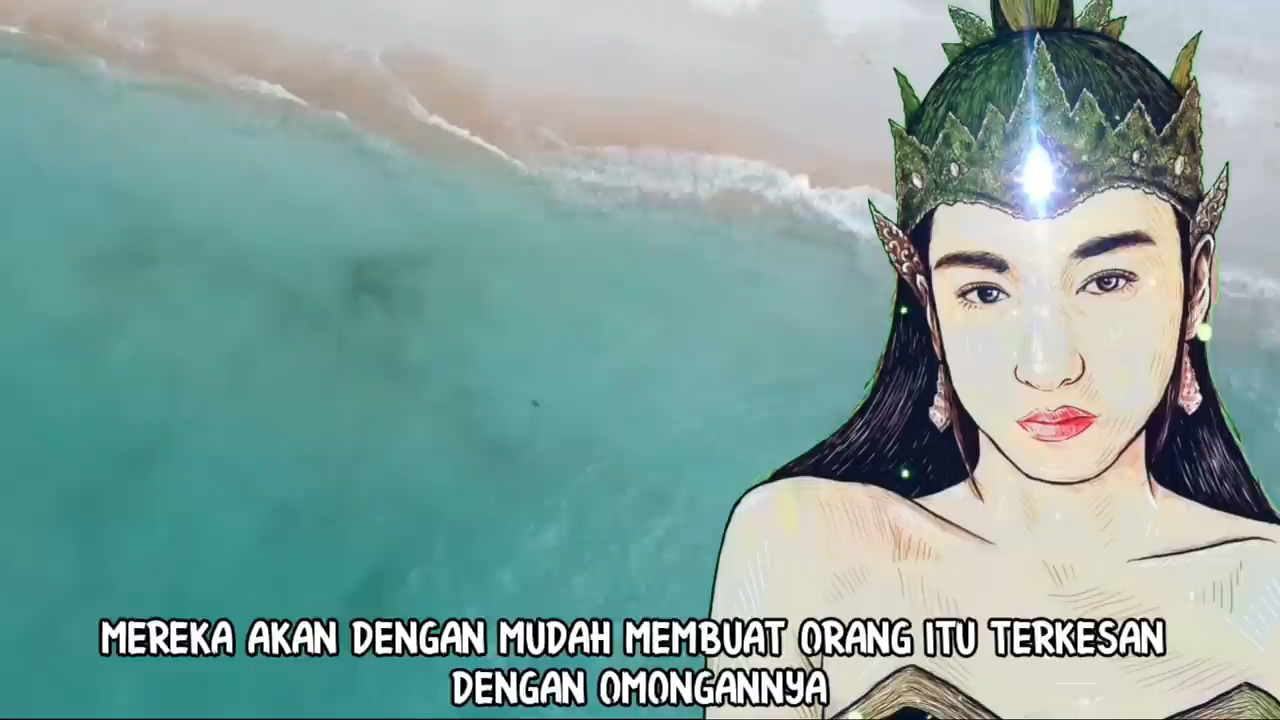 MEREKA AKAN DENGAN MUDAH MEMBUAT ORANG ITU TERKESAN
DENGAN OMONGANNYA